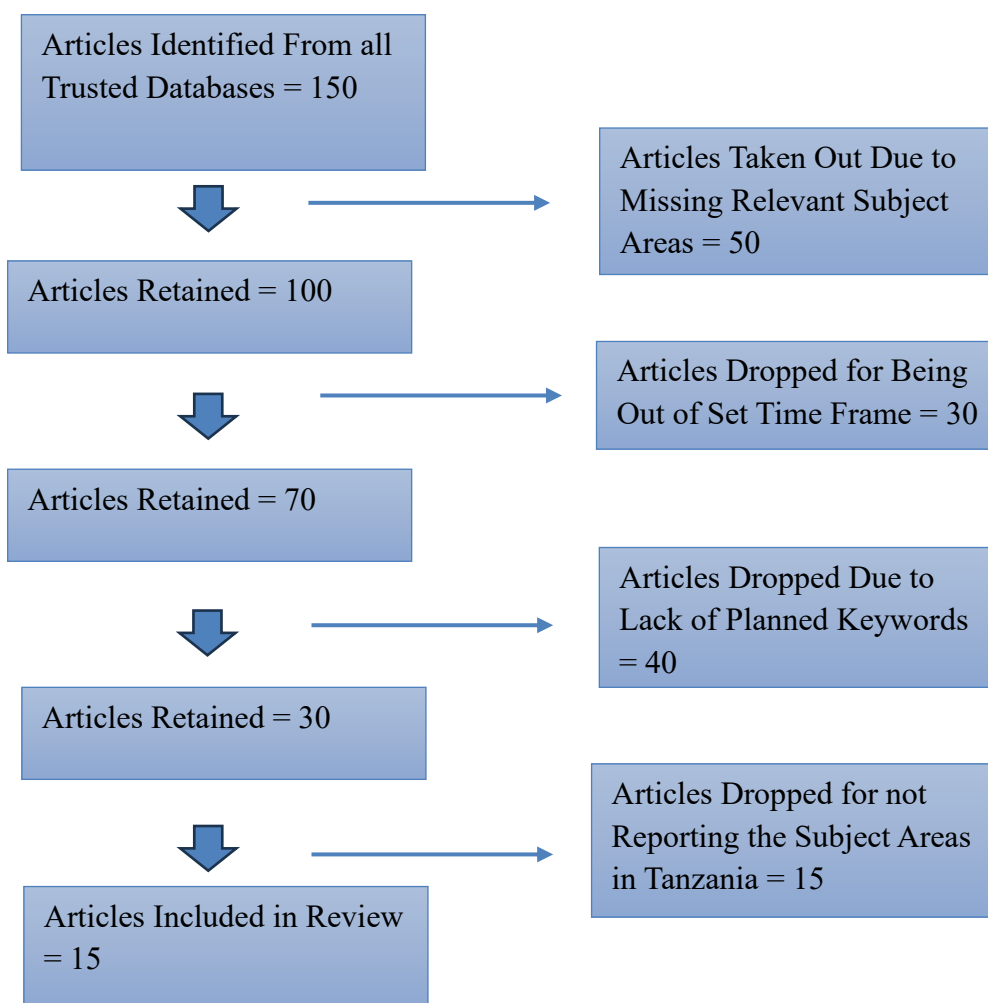 Articles Identified From all
Trusted Databases = 150
Articles Taken Out Due to
Missing Relevant Subject
Areas = 50
Articles Retained = 100
Articles Dropped for Being
Out of Set Time Frame = 30
Articles Retained = 70
Articles Dropped Due to
Lack of Planned Keywords
= 40
Articles Retained = 30
Articles Dropped for not
Reporting the Subject Areas
in Tanzania = 15
Articles Included in Review
= 15